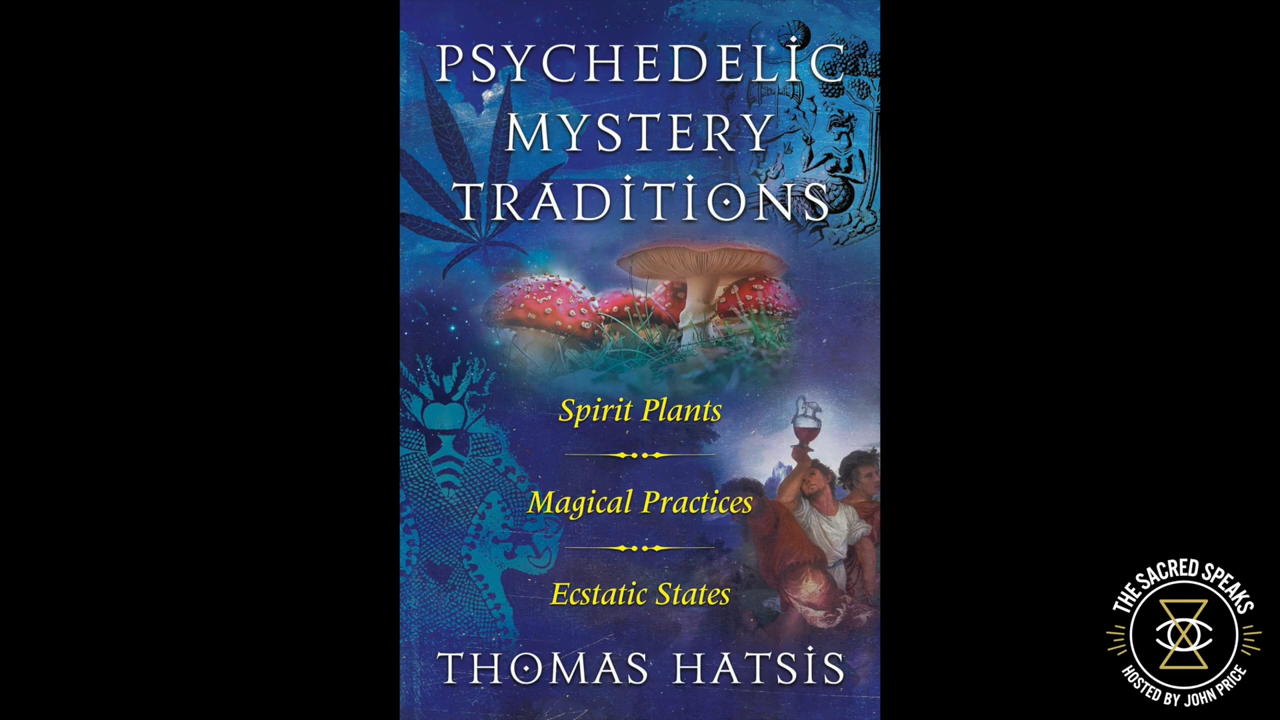 PSYCHEDELiC
MYSTERY
TRADiTiONS
Spirit Plants
Magical Practices
Ecstatic States
THOMAS HATSiS
THE SACRED SPEAKS
HOSTED BY JOHN PRICE